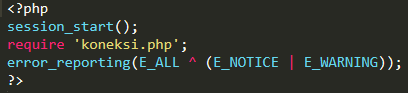 <?php
session_start();
require 'koneksi.php';
error_reporting(E_ALL ^ (E_NOTICE | E_WARNING));
?>